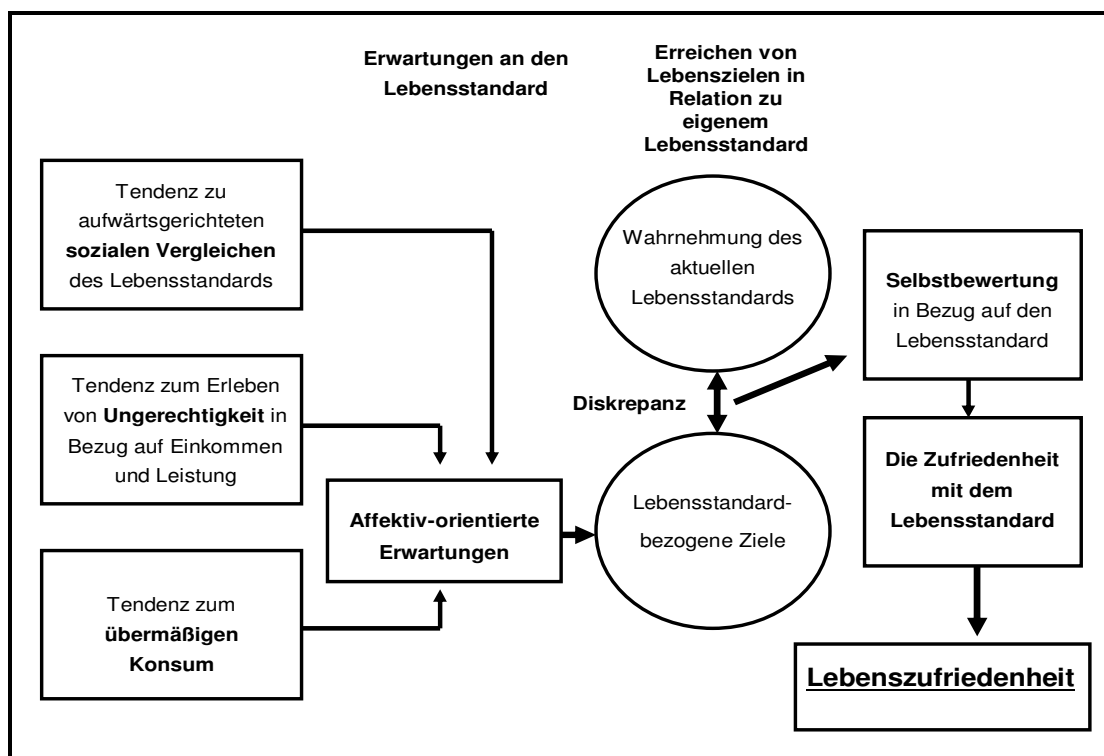 Erwartungen an den
Lebensstandard
Erreichen von
Lebenszielen in
Relation zu
eigenem
Lebensstandard
Tendenz zu
aufwärtsgerichteten
sozialen Vergleichen
des Lebensstandards
Tendenz zum Erleben
von Ungerechtigkeit in
Bezug auf Einkommen
und Leistung
Tendenz zum
übermäßigen
Konsum
Affektiv-orientierte
Erwartungen
Wahrnehmung des
aktuellen
Lebensstandards
Diskrepanz
Lebensstandard-
bezogene Ziele
Selbstbewertung
in Bezug auf den
Lebensstandard
Die Zufriedenheit
mit dem
Lebensstandard
Lebenszufriedenheit